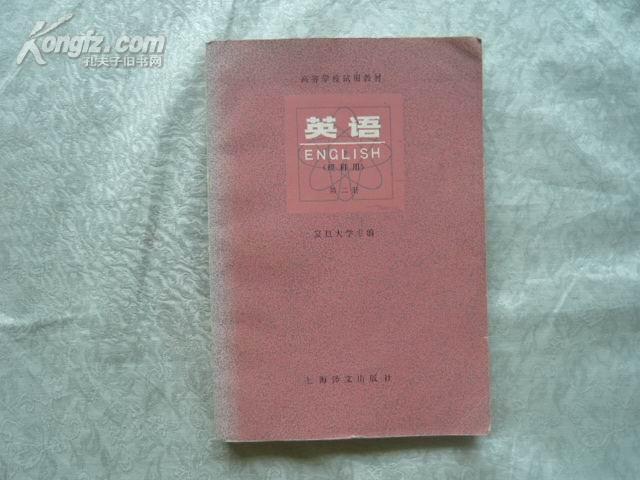 Kongfz.com
孔夫子旧书网
高等学校试用教材
英语
ENGLISH
（理科用）
第二册
复旦大学主编
上海译文出版社